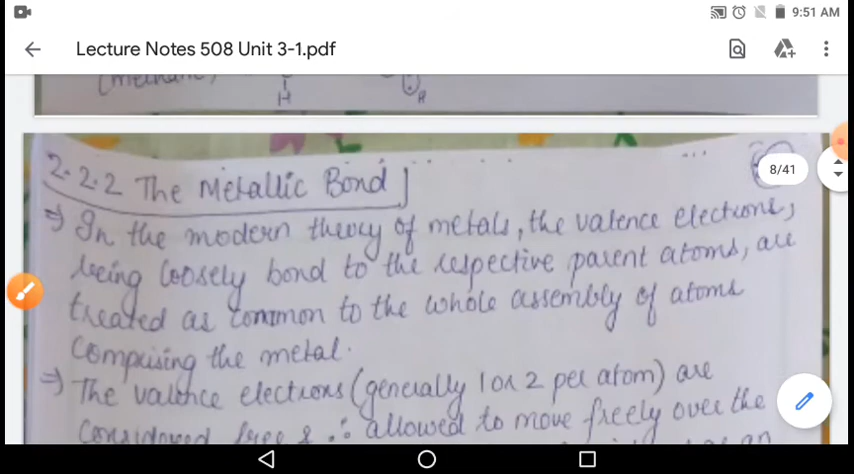 9:51 AM
Lecture Notes 508 Unit 3-1.pdf
H
H
8/41
2.2.2 The Metallic Bond
⇒ In the modern theory of metals, the valence electrons,
being loosely bond to the respective parent atoms, are
treated as common to the whole assembly of atoms
comprising the metal.
⇒ The valence electrons (generally 1 or 2 per atom) are
considered free & ∴ allowed to move freely over the
an